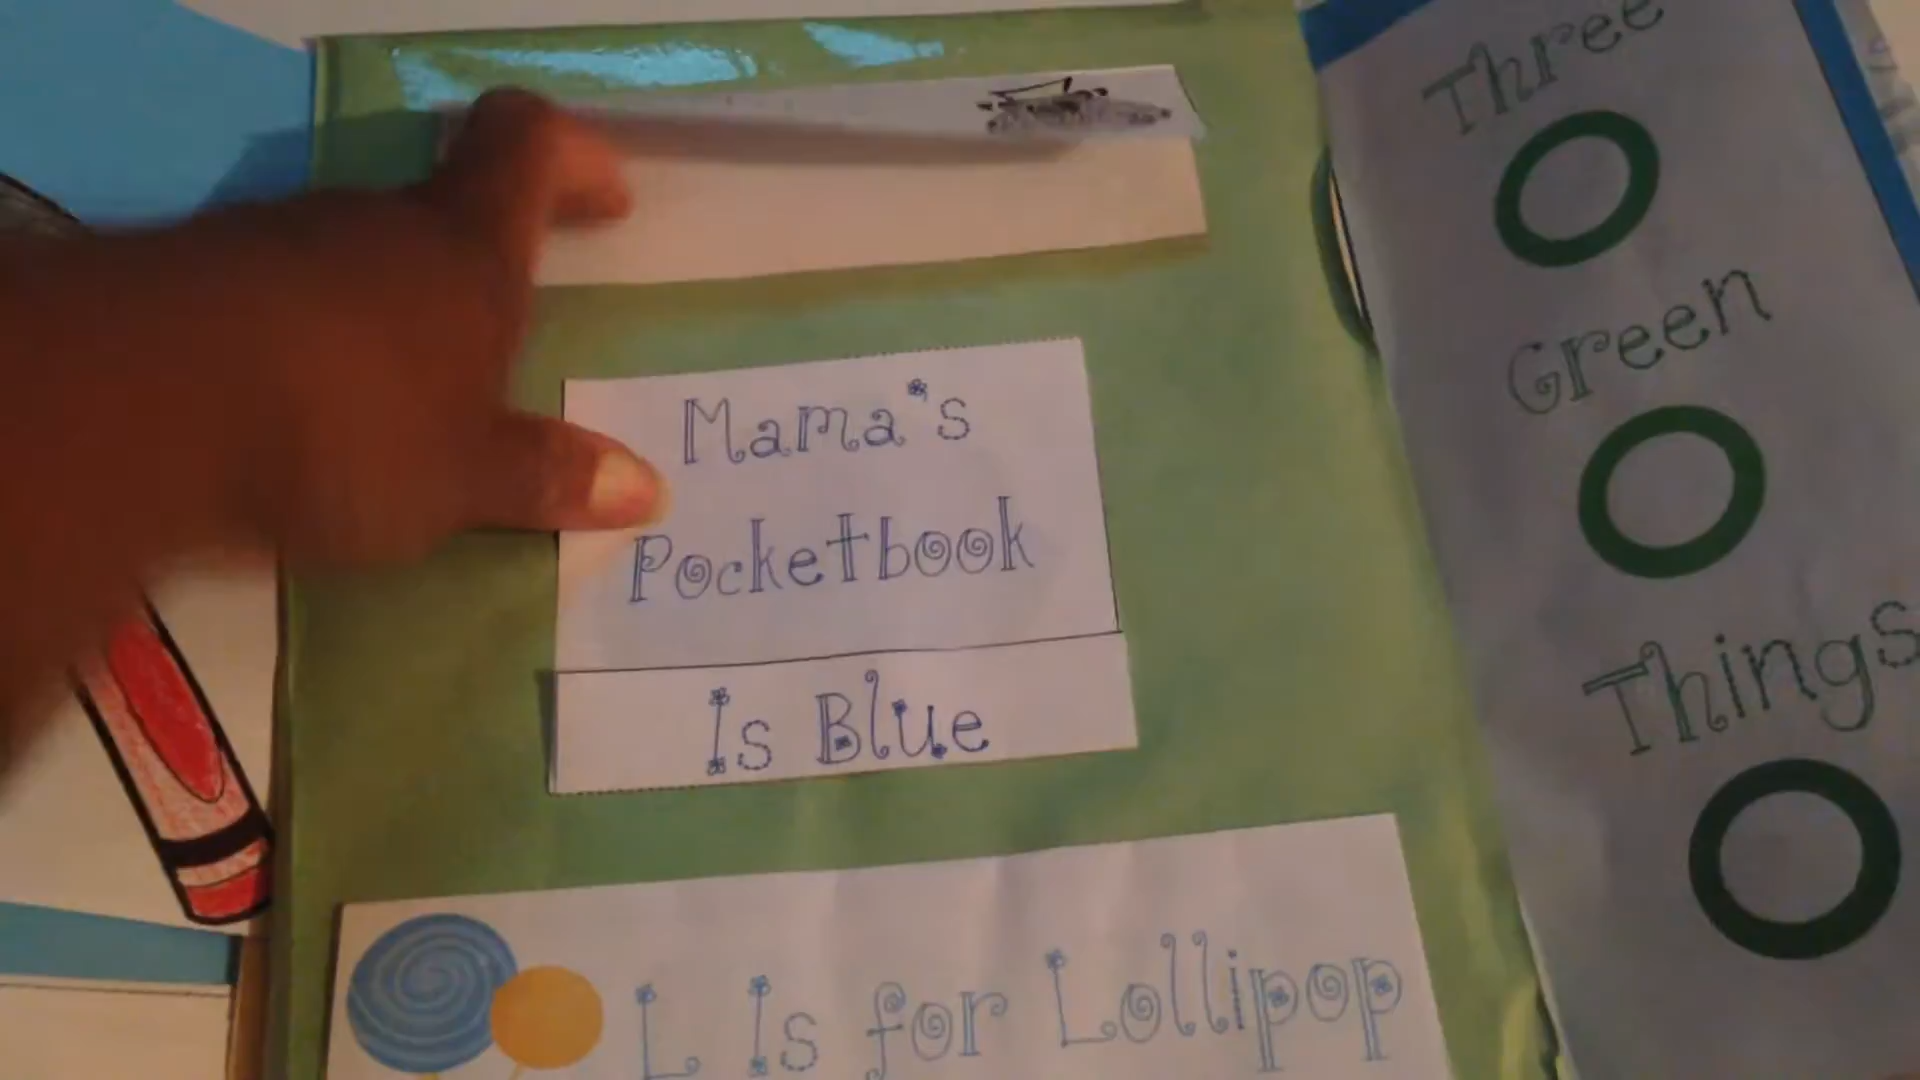 Mama's
Pocketbook
Is Blue
L Is for Lollipop
Three
Green
Things